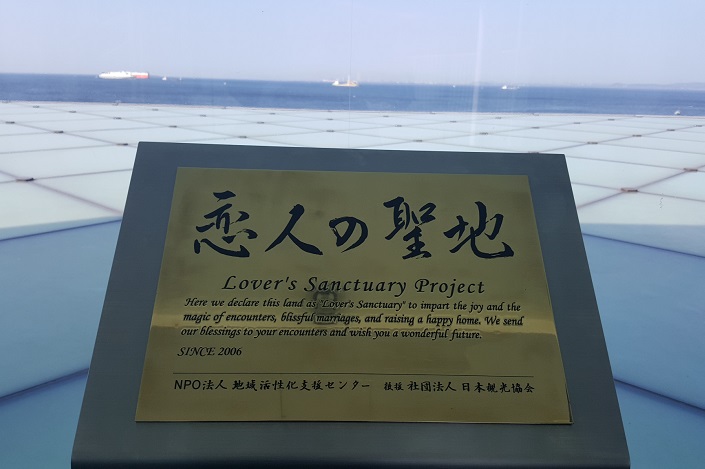 恋人の聖地
Lover's Sanctuary Project
Here we declare this land as "Lover's Sanctuary" to impart the joy and the
magic of encounters, blissful marriages, and raising a happy home. We send
our blessings to your encounters and wish you a wonderful future.
SINCE 2006
NPO法人 地域活性化支援センター 後援 社団法人 日本観光協会